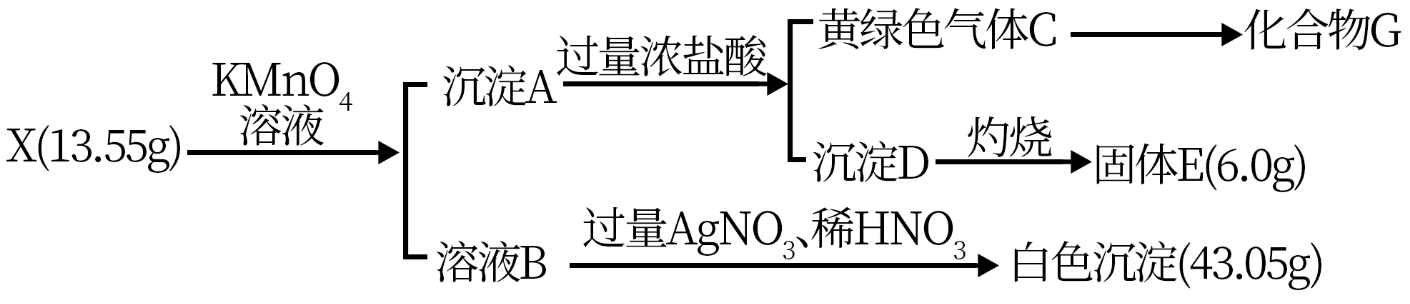 黄绿色气体C
化合物G
过量浓盐酸
KMnO₄
溶液
沉淀A
X(13.55g)
灼烧
沉淀D
固体E(6.0g)
过量AgNO₃、稀HNO₃
溶液B
白色沉淀(43.05g)